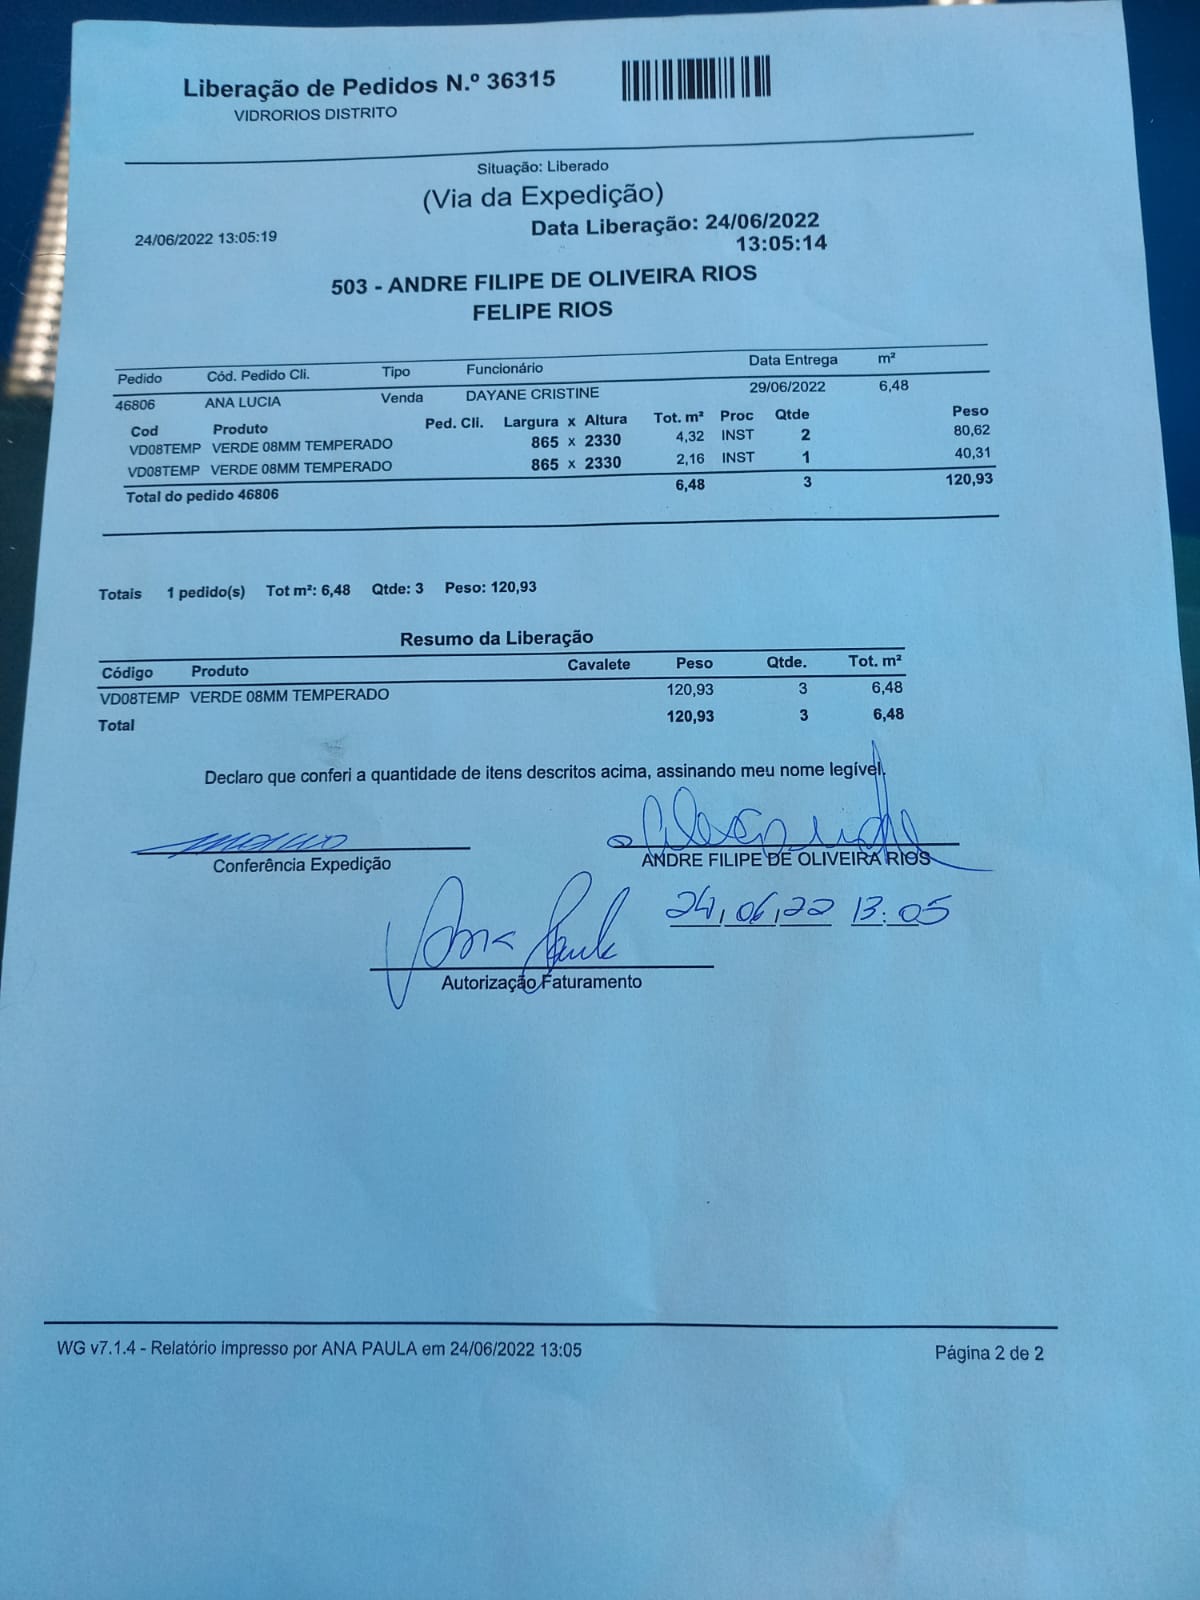 Liberação de Pedidos N.º 36315
VIDRORIOS DISTRITO
Situação: Liberado
(Via da Expedição)
24/06/2022 13:05:19
Data Liberação: 24/06/2022
13:05:14
503 - ANDRE FILIPE DE OLIVEIRA RIOS
FELIPE RIOS
Pedido Cód. Pedido Cli. Tipo Funcionário Data Entrega m²
46806 ANA LUCIA Venda DAYANE CRISTINE 29/06/2022 6,48
Cod Produto Ped. Cli. Largura x Altura Tot. m² Proc Qtde Peso
VD08TEMP VERDE 08MM TEMPERADO 865 x 2330 4,32 INST 2 80,62
VD08TEMP VERDE 08MM TEMPERADO 865 x 2330 2,16 INST 1 40,31
Total do pedido 46806 6,48 3 120,93
Totais 1 pedido(s) Tot m²: 6,48 Qtde: 3 Peso: 120,93
Resumo da Liberação
Código Produto Cavalete Peso Qtde. Tot. m²
VD08TEMP VERDE 08MM TEMPERADO 120,93 3 6,48
Total 120,93 3 6,48
Declaro que conferi a quantidade de itens descritos acima, assinando meu nome legível.
Conferência Expedição
ANDRE FILIPE DE OLIVEIRA RIOS
24,06,22 13:05
Ana Paula
Autorização Faturamento
WG v7.1.4 - Relatório impresso por ANA PAULA em 24/06/2022 13:05
Página 2 de 2